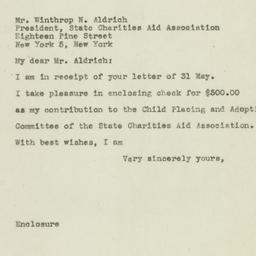 Mr. Winthrop N. Aldrich
President, State Charities Aid Association
Eighteen Pine Street
New York 5, New York
My dear Mr. Aldrich:
I am in receipt of your letter of 31 May.
I take pleasure in enclosing check for $500.00
as my contribution to the Child Placing and Adopti
Committee of the State Charities Aid Association.
With best wishes, I am
Very sincerely yours,
Enclosure